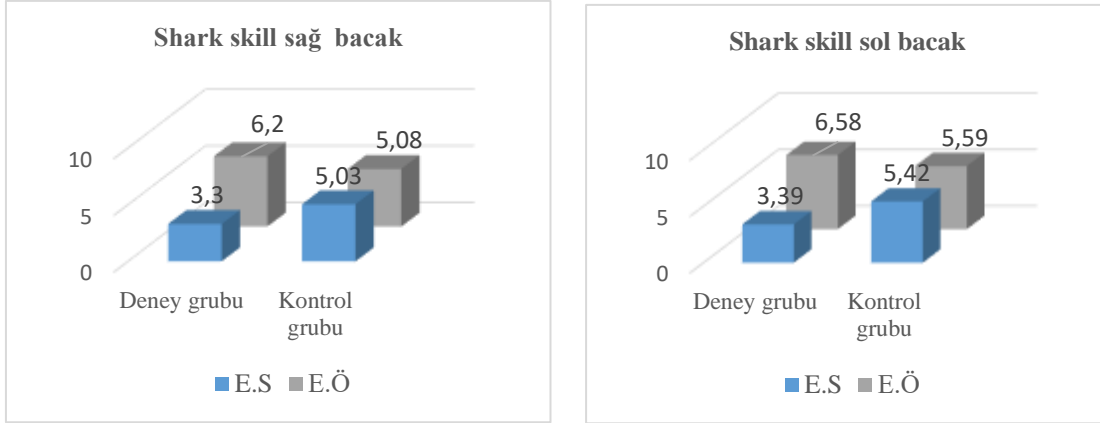 Shark skill sağ bacak
6,2
5,08
10
3,3
5,03
5
0
Deney grubu
Kontrol
grubu
E.S
E.Ö
Shark skill sol bacak
6,58
5,59
10
3,39
5,42
5
0
Deney grubu
Kontrol
grubu
E.S
E.Ö